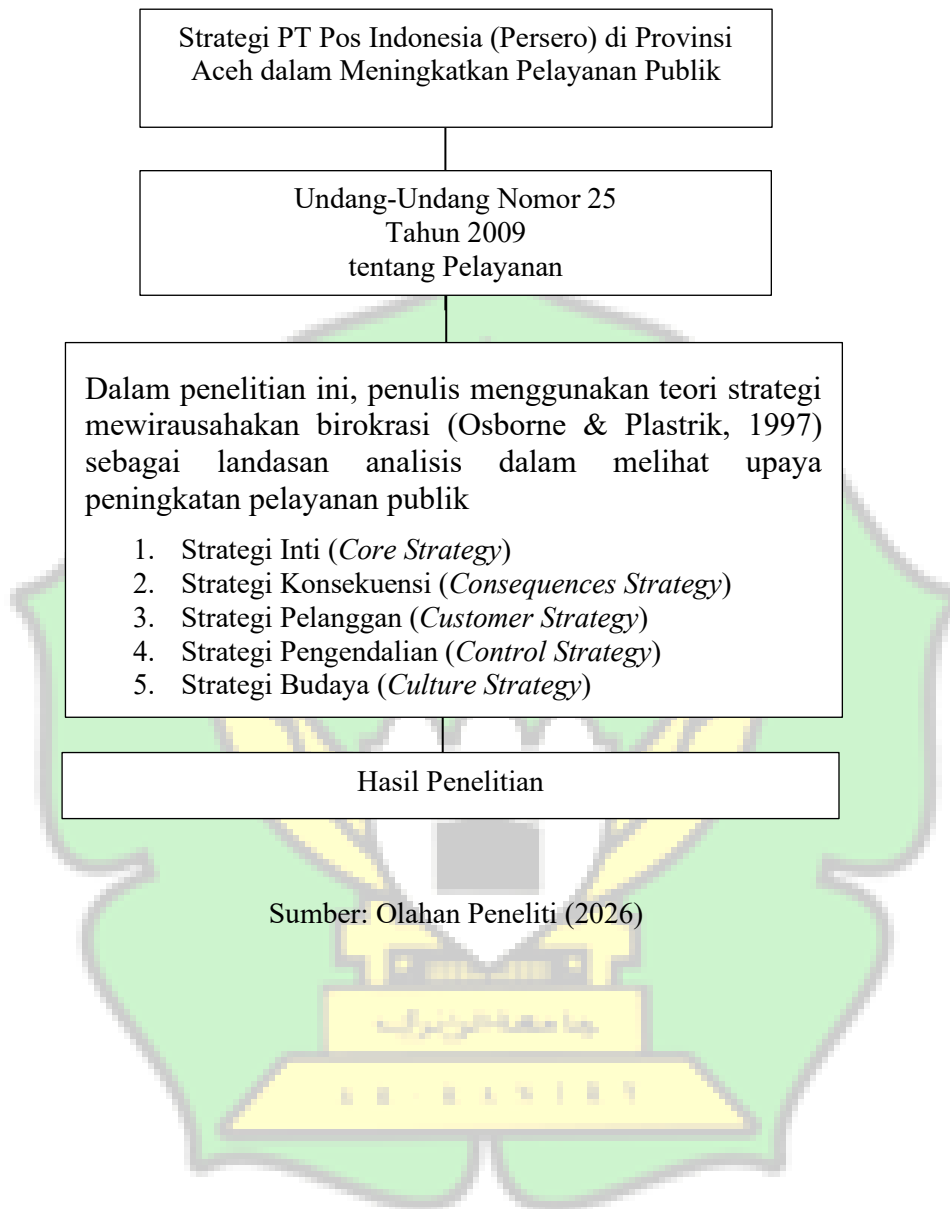 Strategi PT Pos Indonesia (Persero) di Provinsi
Aceh dalam Meningkatkan Pelayanan Publik
Undang-Undang Nomor 25
Tahun 2009
tentang Pelayanan
Dalam penelitian ini, penulis menggunakan teori strategi
mewirausahakan birokrasi (Osborne & Plastrik, 1997)
sebagai landasan analisis dalam melihat upaya
peningkatan pelayanan publik
1. Strategi Inti (Core Strategy)
2. Strategi Konsekuensi (Consequences Strategy)
3. Strategi Pelanggan (Customer Strategy)
4. Strategi Pengendalian (Control Strategy)
5. Strategi Budaya (Culture Strategy)
Hasil Penelitian
Sumber: Olahan Peneliti (2026)